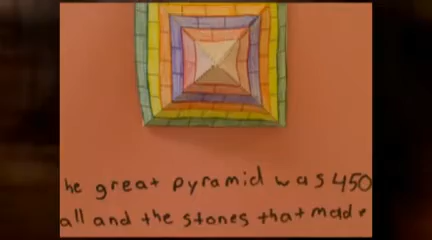 he great pyramid was 450
all and the stones that made